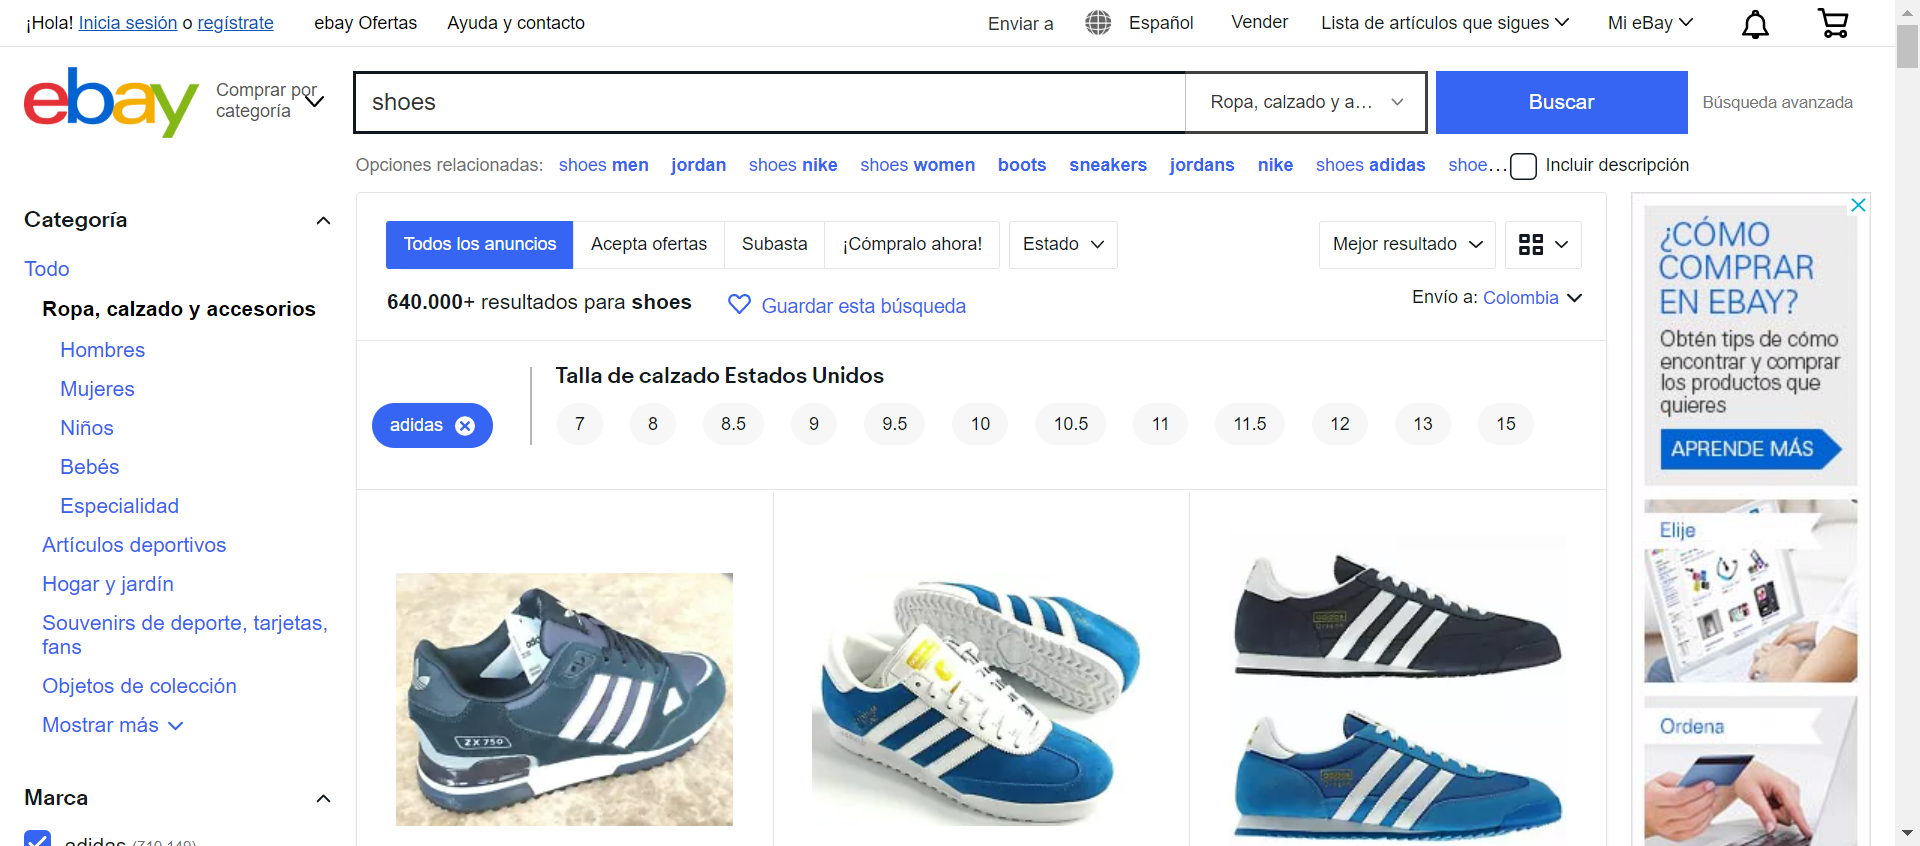 ¡Hola! Inicia sesión o regístrate ebay Ofertas Ayuda y contacto Enviar a Español Vender Lista de artículos que sigues Mi eBay
ebay
Comprar por
categoría
shoes Ropa, calzado y a... Buscar Búsqueda avanzada
Opciones relacionadas: shoes men jordan shoes nike shoes women boots sneakers jordans nike shoes adidas shoe... Incluir descripción
Categoría
Todo
Ropa, calzado y accesorios
Hombres
Mujeres
Niños
Bebés
Especialidad
Artículos deportivos
Hogar y jardín
Souvenirs de deporte, tarjetas,
fans
Objetos de colección
Mostrar más
Marca
adidas (719.149)
Todos los anuncios Acepta ofertas Subasta ¡Cómpralo ahora! Estado Mejor resultado
640.000+ resultados para shoes Guardar esta búsqueda Envío a: Colombia
Talla de calzado Estados Unidos
adidas 7 8 8.5 9 9.5 10 10.5 11 11.5 12 13 15
ZX 750
¿CÓMO
COMPRAR
EN EBAY?
Obtén tips de cómo
encontrar y comprar
los productos que
quieres
APRENDE MÁS
Elije
Ordena